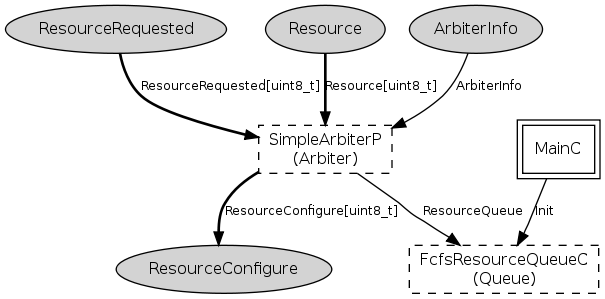 ResourceRequested
Resource
ArbiterInfo
ResourceRequested[uint8_t]
Resource[uint8_t]
ArbiterInfo
SimpleArbiterP
(Arbiter)
MainC
ResourceConfigure[uint8_t]
ResourceQueue
Init
ResourceConfigure
FcfsResourceQueueC
(Queue)